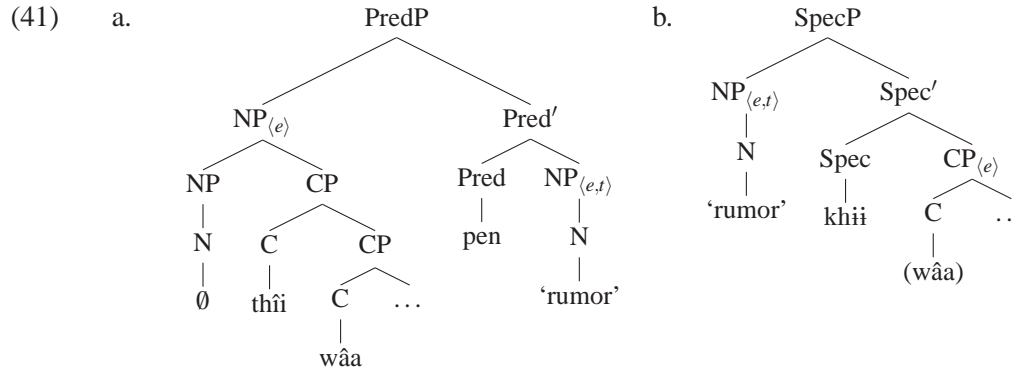 (41) a. PredP b. SpecP
NP⟨e,t⟩ Spec′
NP⟨e⟩ Pred′
N Spec CP⟨e⟩
NP CP Pred NP⟨e,t⟩
'rumor' khɨɨ C ..
N C CP pen N
(wâa)
∅ thîi C ... 'rumor'
wâa